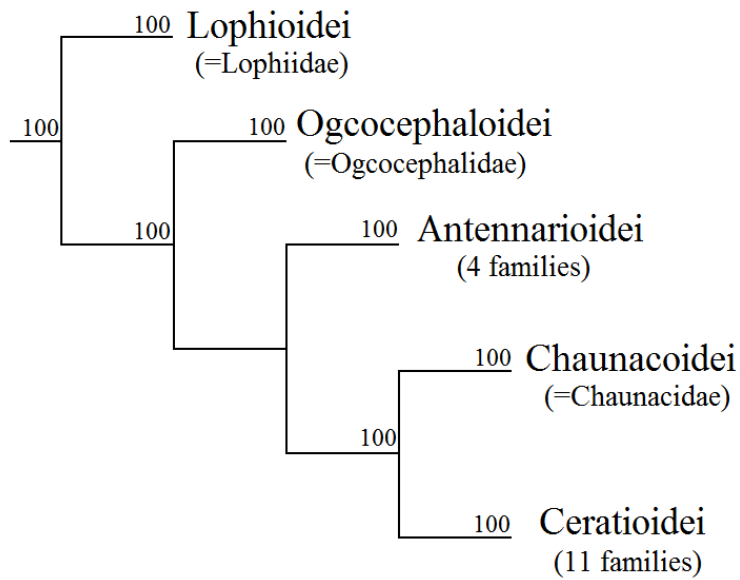 100 Lophioidei
(=Lophiidae)
100
100 Ogcocephaloidei
(=Ogcocephalidae)
100
100 Antennarioidei
(4 families)
100 Chaunacoidei
(=Chaunacidae)
100
100 Ceratioidei
(11 families)